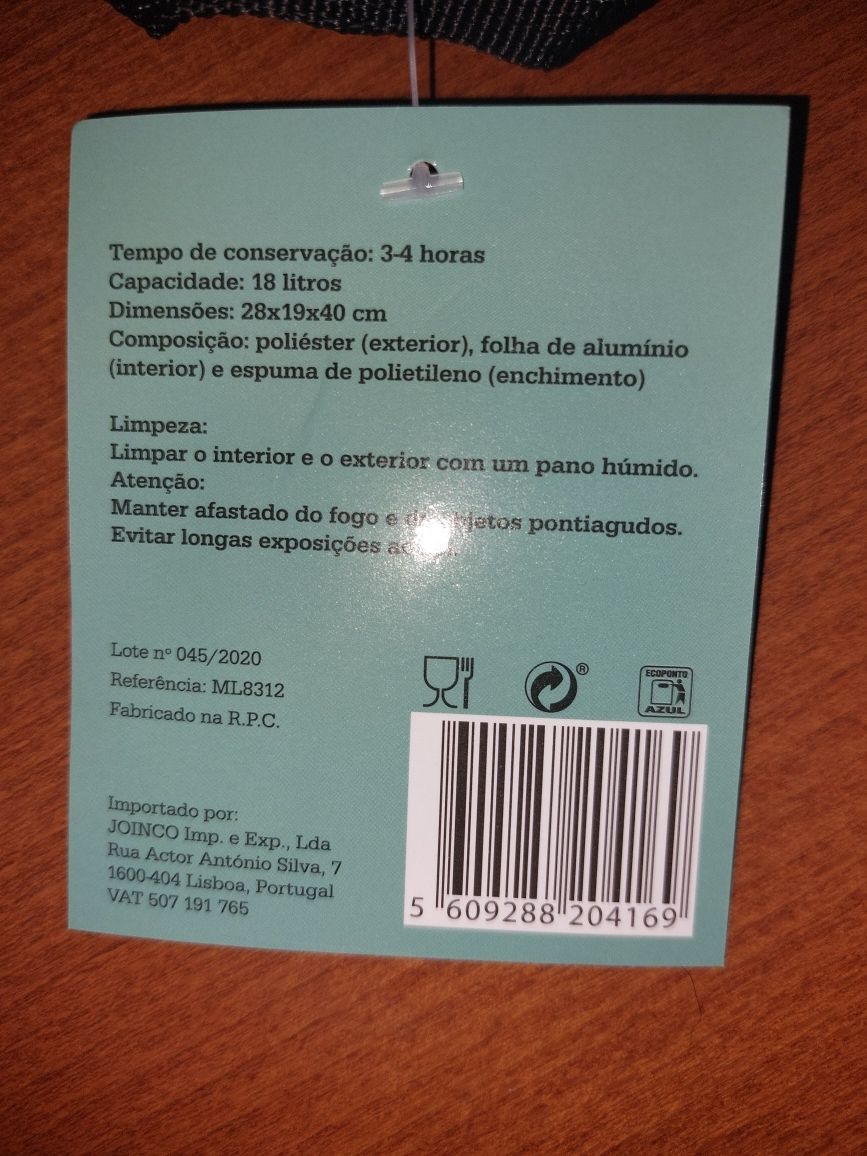 Tempo de conservação: 3-4 horas
Capacidade: 18 litros
Dimensões: 28x19x40 cm
Composição: poliéster (exterior), folha de alumínio
(interior) e espuma de polietileno (enchimento)
Limpeza:
Limpar o interior e o exterior com um pano húmido.
Atenção:
Manter afastado do fogo e pontiagudos.
Evitar longas exposições
Lote nº 045/2020
Referência: ML8312
Fabricado na R.P.C.
®
ECOPONTO
AZUL
Importado por:
JOINCO Imp. e Exp., Lda
Rua Actor António Silva, 7
1600-404 Lisboa, Portugal
VAT 507 191 765
5 609288 204169